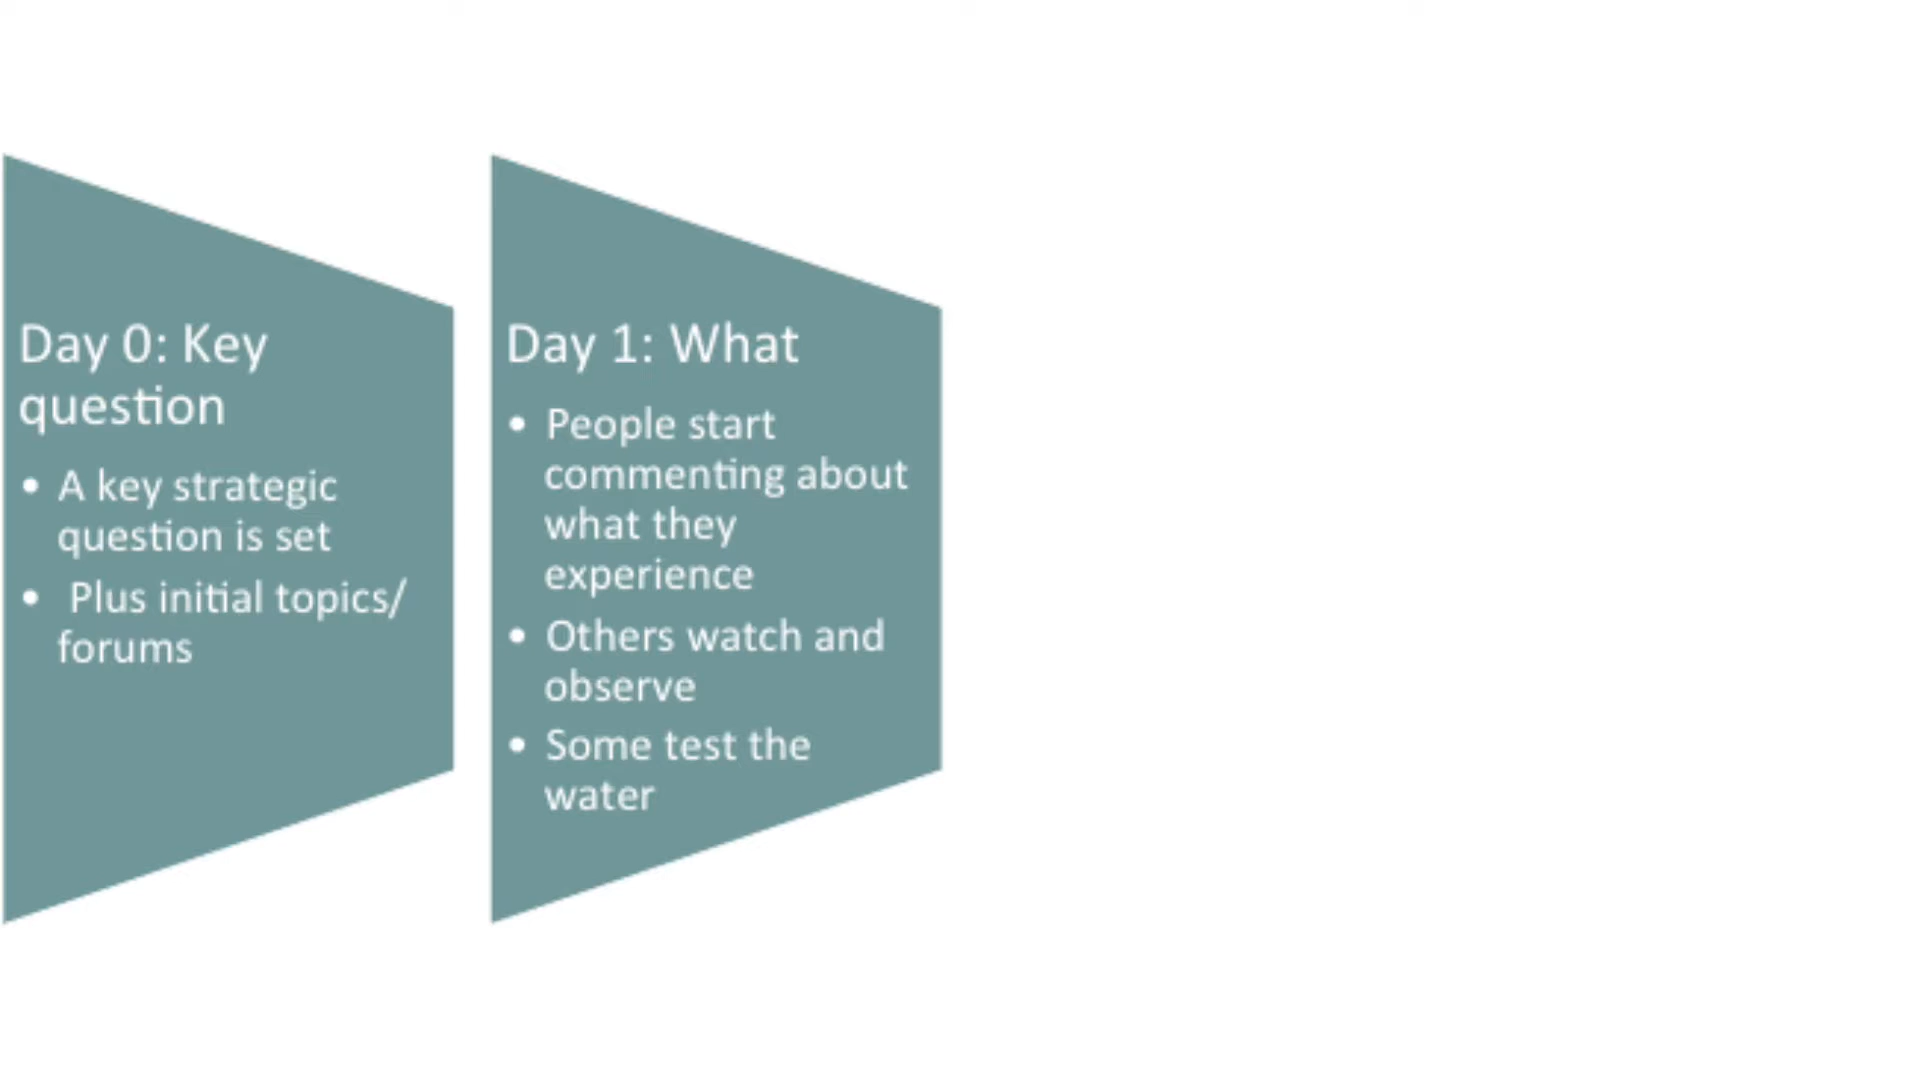 Day 0: Key
question
• A key strategic
question is set
• Plus initial topics/
forums
Day 1: What
• People start
commenting about
what they
experience
• Others watch and
observe
• Some test the
water